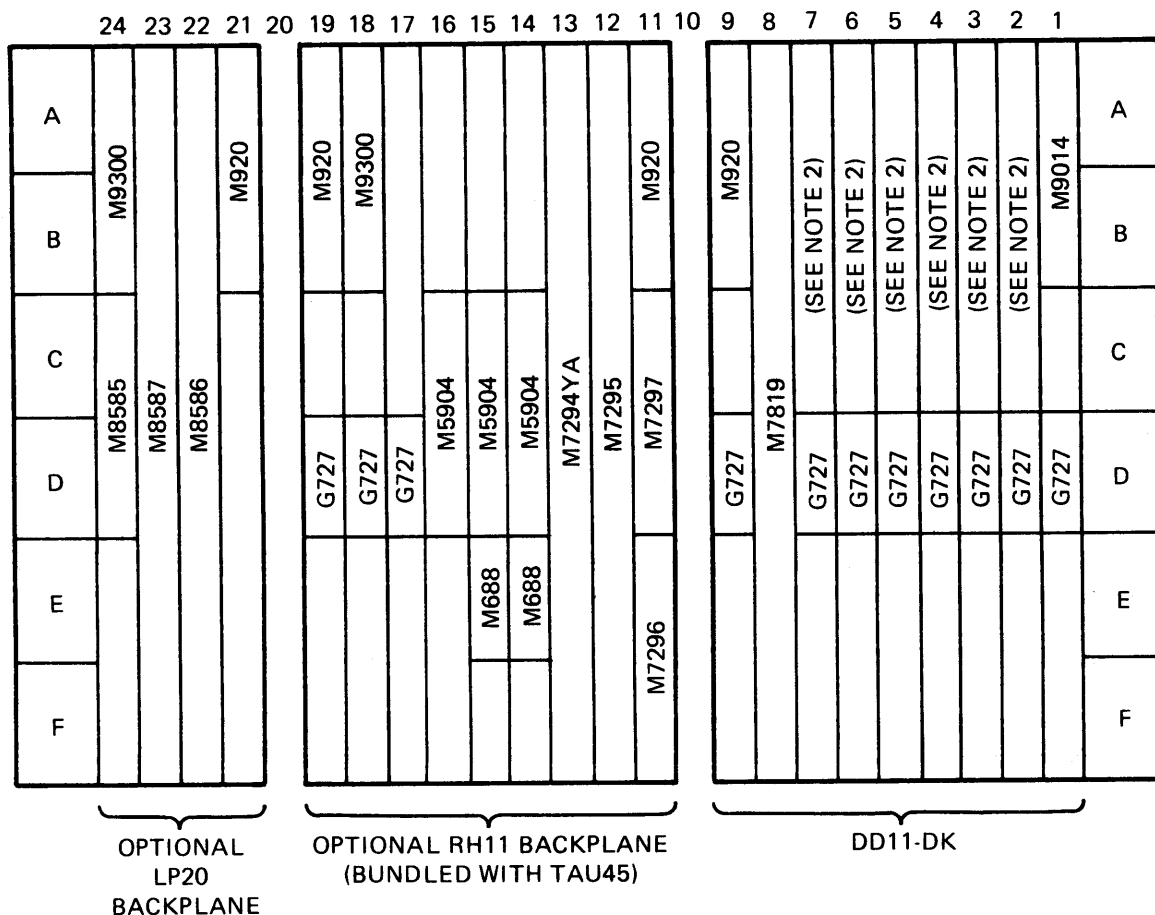 24 23 22 21 20 19 18 17 16 15 14 13 12 11 10 9 8 7 6 5 4 3 2 1
A
B
C
D
E
F
M9300
M8585
M8587
M8586
M920
M920
G727
M9300
G727
G727
M5904
M5904
M688
M5904
M688
M7294YA
M7295
M920
M7297
M7296
M920
G727
M7819
(SEE NOTE 2)
G727
(SEE NOTE 2)
G727
(SEE NOTE 2)
G727
(SEE NOTE 2)
G727
(SEE NOTE 2)
G727
(SEE NOTE 2)
G727
M9014
G727
A
B
C
D
E
F
OPTIONAL
LP20
BACKPLANE
OPTIONAL RH11 BACKPLANE
(BUNDLED WITH TAU45)
DD11-DK